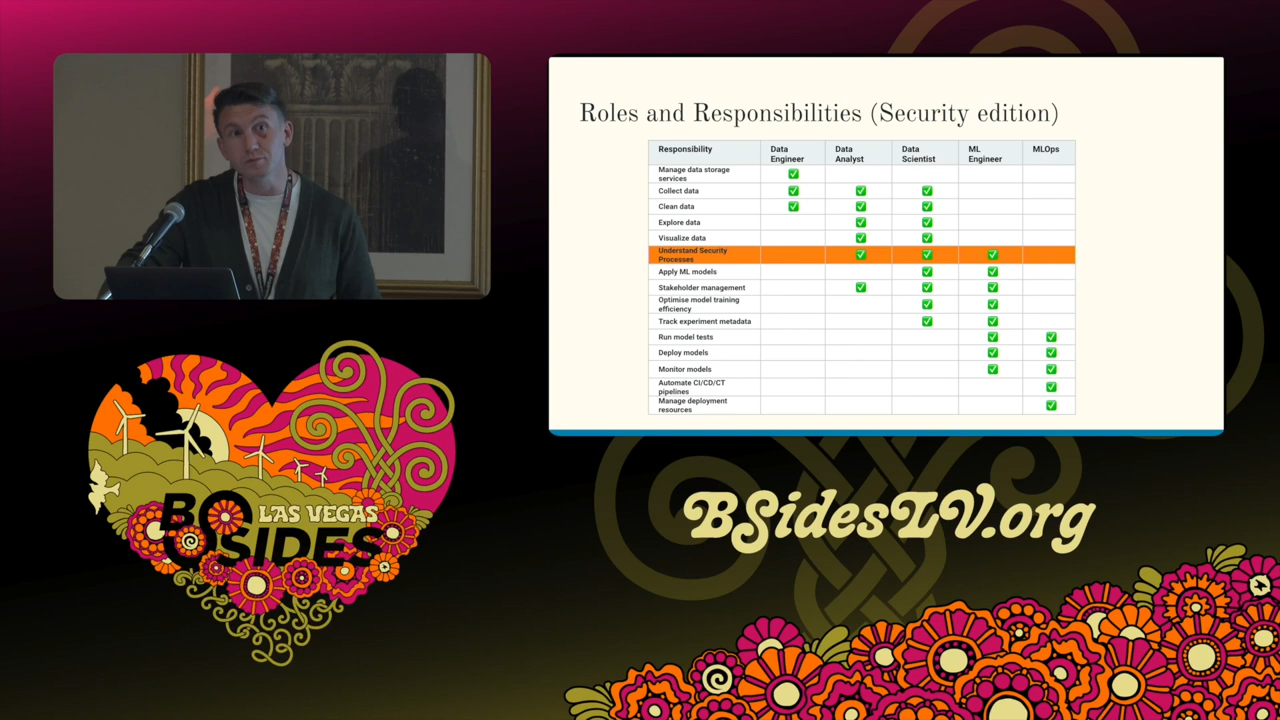 Roles and Responsibilities (Security edition)
Responsibility Data Engineer Data Analyst Data Scientist ML Engineer MLOps
Manage data storage services ✅
Collect data ✅ ✅ ✅
Clean data ✅ ✅ ✅
Explore data ✅ ✅
Visualize data ✅ ✅
Understand Security Processes ✅ ✅ ✅
Apply ML models ✅ ✅
Stakeholder management ✅ ✅ ✅
Optimise model training efficiency ✅ ✅
Track experiment metadata ✅ ✅
Run model tests ✅ ✅
Deploy models ✅ ✅
Monitor models ✅ ✅
Automate CI/CD/CT pipelines ✅
Manage deployment resources ✅
LAS VEGAS
BSIDES
23
BSidesLV.org